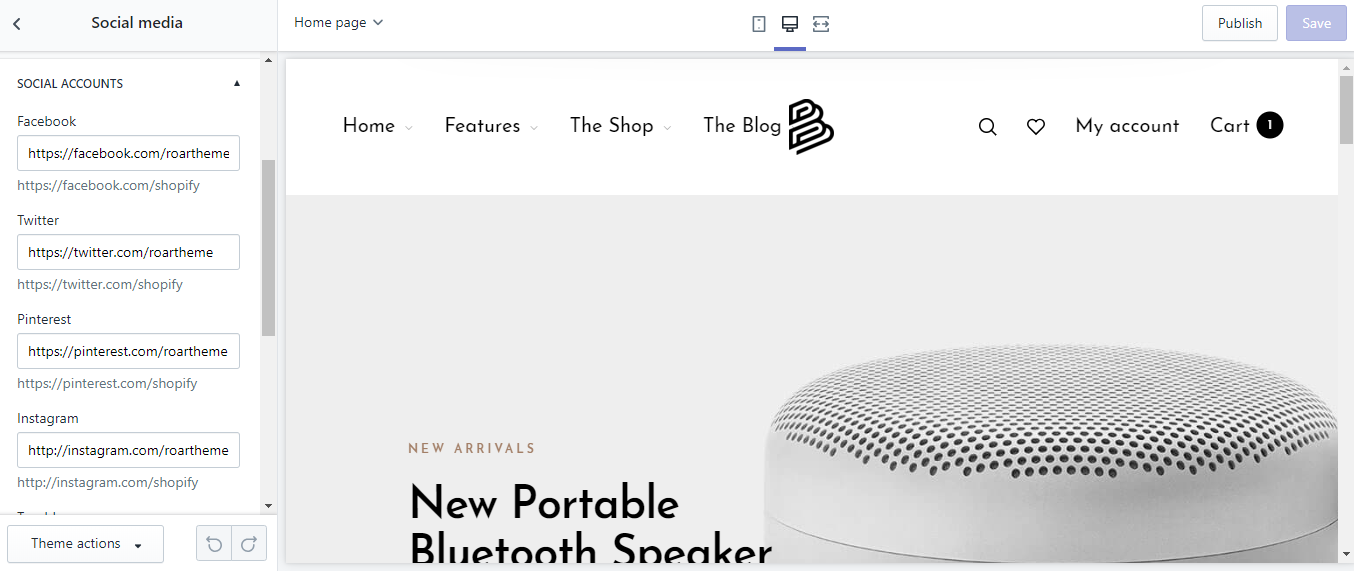 Social media
Home page
Publish
Save
SOCIAL ACCOUNTS
Facebook
https://facebook.com/roartheme
https://facebook.com/shopify
Twitter
https://twitter.com/roartheme
https://twitter.com/shopify
Pinterest
https://pinterest.com/roartheme
https://pinterest.com/shopify
Instagram
http://instagram.com/roartheme
http://instagram.com/shopify
Theme actions
Home
Features
The Shop
The Blog
My account
Cart 1
NEW ARRIVALS
New Portable
Bluetooth Speaker